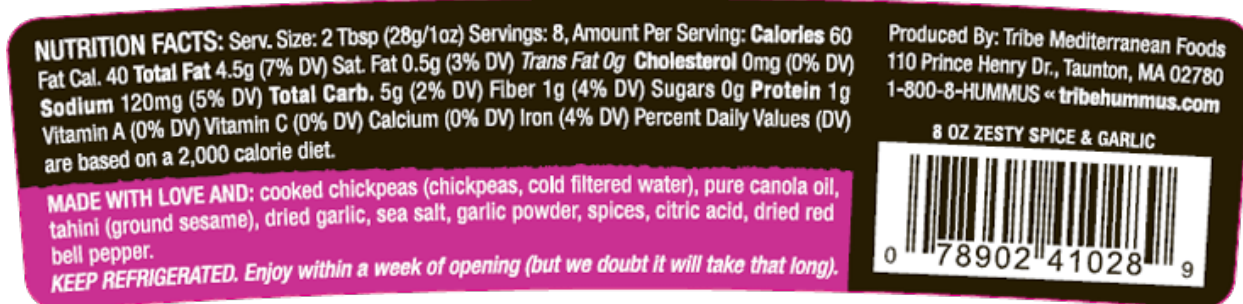 NUTRITION FACTS: Serv. Size: 2 Tbsp (28g/1oz) Servings: 8, Amount Per Serving: Calories 60
Fat Cal. 40 Total Fat 4.5g (7% DV) Sat. Fat 0.5g (3% DV) Trans Fat 0g Cholesterol 0mg (0% DV)
Sodium 120mg (5% DV) Total Carb. 5g (2% DV) Fiber 1g (4% DV) Sugars 0g Protein 1g
Vitamin A (0% DV) Vitamin C (0% DV) Calcium (0% DV) Iron (4% DV) Percent Daily Values (DV)
are based on a 2,000 calorie diet.
MADE WITH LOVE AND: cooked chickpeas (chickpeas, cold filtered water), pure canola oil,
tahini (ground sesame), dried garlic, sea salt, garlic powder, spices, citric acid, dried red
bell pepper.
KEEP REFRIGERATED. Enjoy within a week of opening (but we doubt it will take that long).
Produced By: Tribe Mediterranean Foods
110 Prince Henry Dr., Taunton, MA 02780
1-800-8-HUMMUS « tribehummus.com
8 OZ ZESTY SPICE & GARLIC
0 78902 41028 9